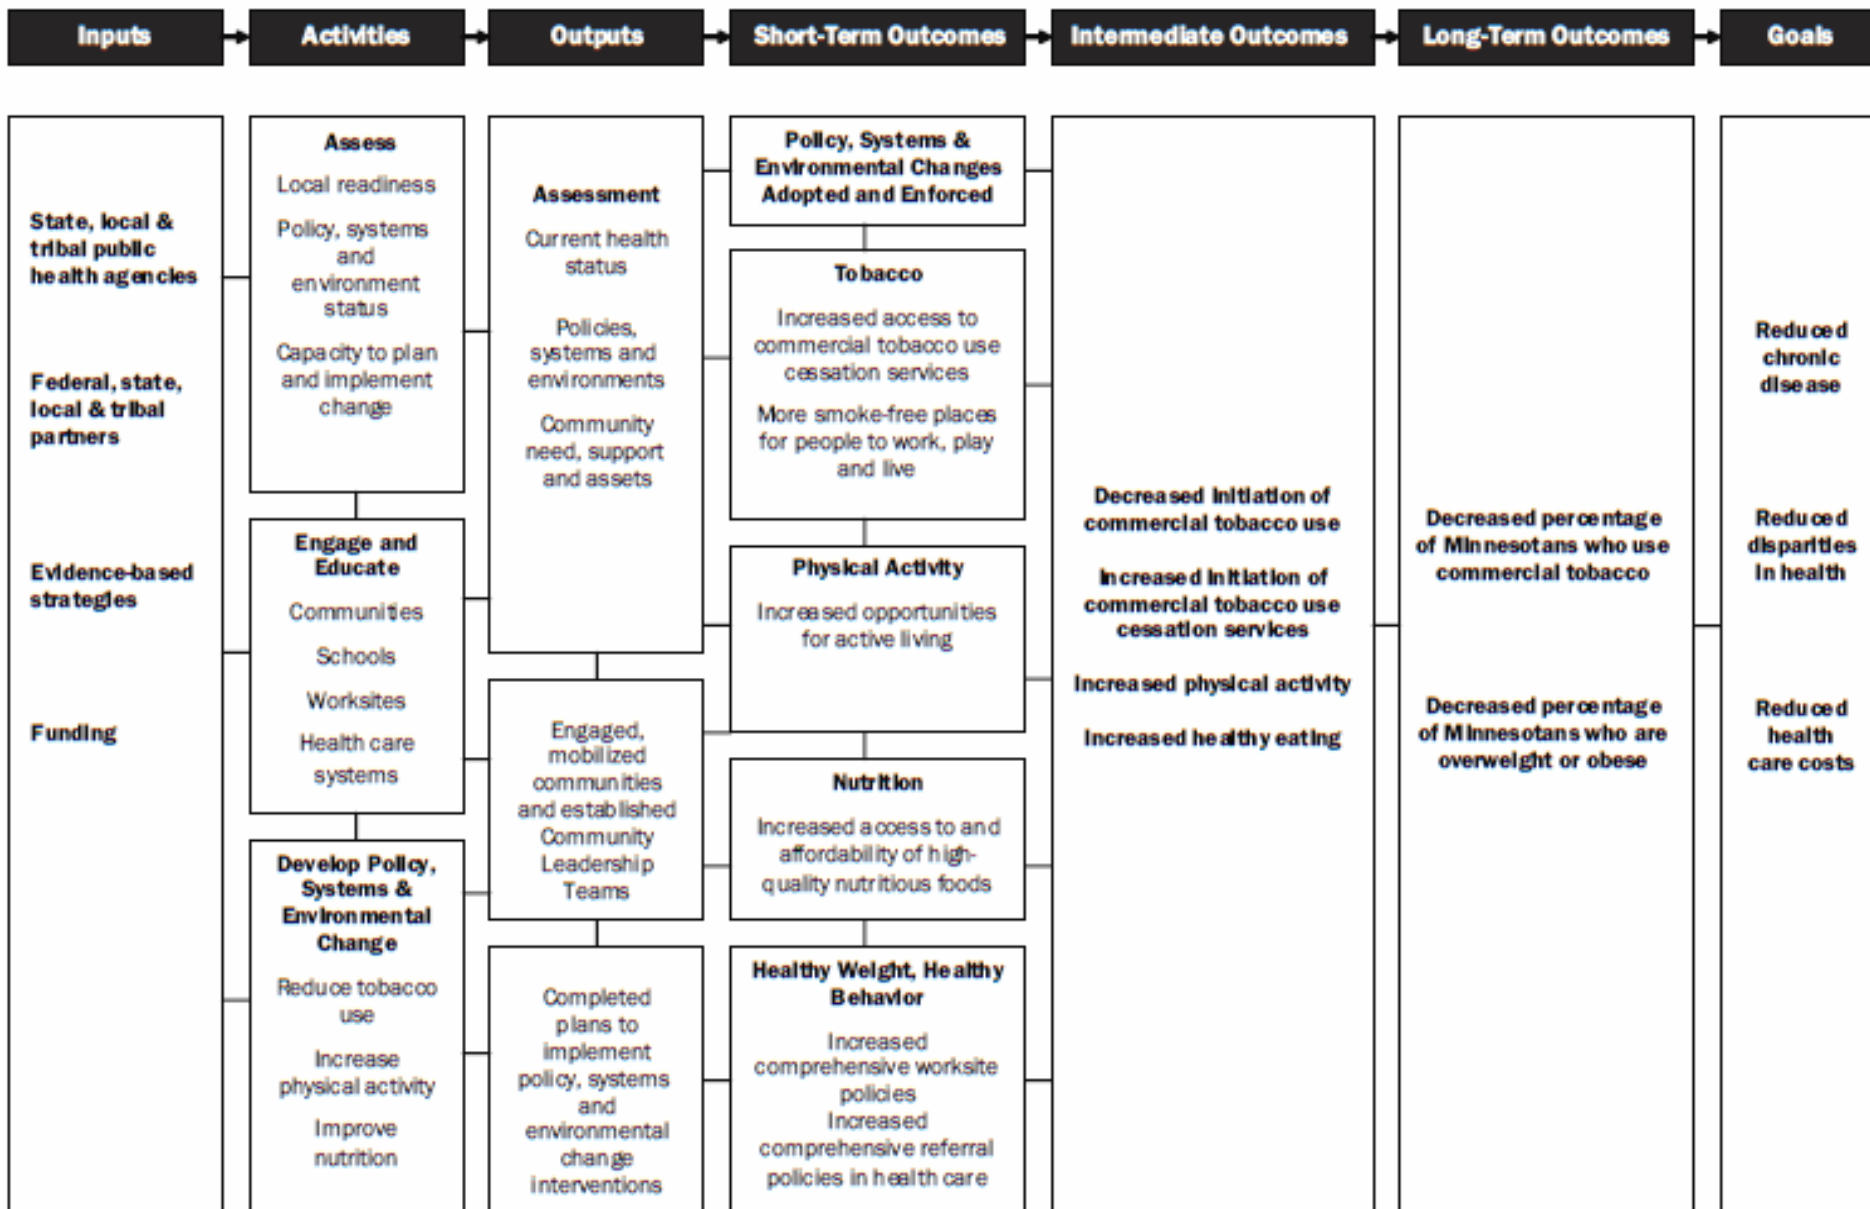 Inputs
Activities
Outputs
Short-Term Outcomes
Intermediate Outcomes
Long-Term Outcomes
Goals
State, local &
tribal public
health agencies
Federal, state,
local & tribal
partners
Evidence-based
strategies
Funding
Assess
Local readiness
Policy, systems
and
environment
status
Capacity to plan
and implement
change
Engage and
Educate
Communities
Schools
Worksites
Health care
systems
Develop Policy,
Systems &
Environmental
Change
Reduce tobacco
use
Increase
physical activity
Improve
nutrition
Assessment
Current health
status
Policies,
systems and
environments
Community
need, support
and assets
Engaged,
mobilized
communities
and established
Community
Leadership
Teams
Completed
plans to
implement
policy, systems
and
environmental
change
interventions
Policy, Systems &
Environmental Changes
Adopted and Enforced
Tobacco
Increased access to
commercial tobacco use
cessation services
More smoke-free places
for people to work, play
and live
Physical Activity
Increased opportunities
for active living
Nutrition
Increased access to and
affordability of high-
quality nutritious foods
Healthy Weight, Healthy
Behavior
Increased
comprehensive worksite
policies
Increased
comprehensive referral
policies in health care
Decreased initiation of
commercial tobacco use
Increased initiation of
commercial tobacco use
cessation services
Increased physical activity
Increased healthy eating
Decreased percentage
of Minnesotans who use
commercial tobacco
Decreased percentage
of Minnesotans who are
overweight or obese
Reduced
chronic
disease
Reduced
disparities
in health
Reduced
health
care costs